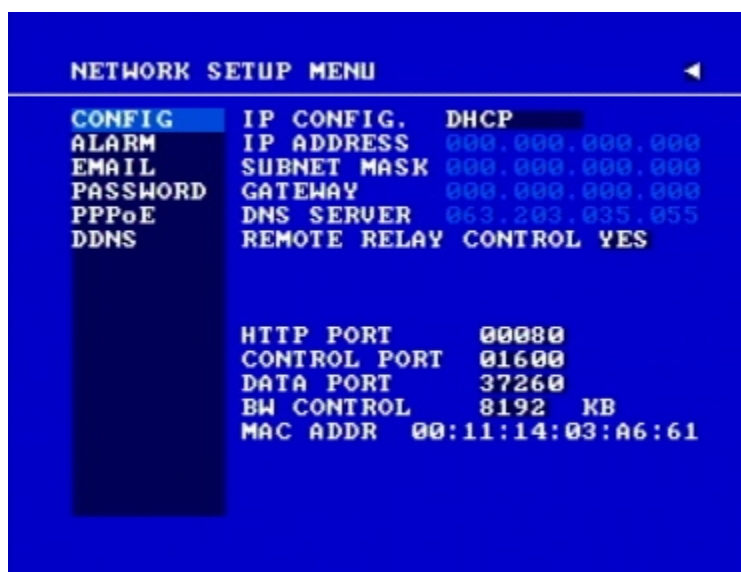 NETWORK SETUP MENU
CONFIG IP CONFIG. DHCP
ALARM IP ADDRESS 000.000.000.000
EMAIL SUBNET MASK 000.000.000.000
PASSWORD GATEWAY 000.000.000.000
PPPoE DNS SERVER 063.203.035.055
DDNS REMOTE RELAY CONTROL YES
HTTP PORT 00080
CONTROL PORT 01600
DATA PORT 37260
BW CONTROL 8192 KB
MAC ADDR 00:11:14:03:A6:61